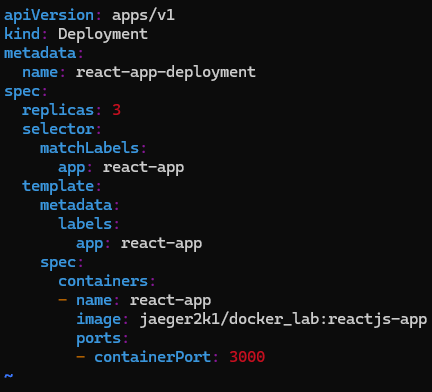 apiVersion: apps/v1
kind: Deployment
metadata:
  name: react-app-deployment
spec:
  replicas: 3
  selector:
    matchLabels:
      app: react-app
  template:
    metadata:
      labels:
        app: react-app
    spec:
      containers:
      - name: react-app
        image: jaeger2k1/docker_lab:reactjs-app
        ports:
        - containerPort: 3000
~